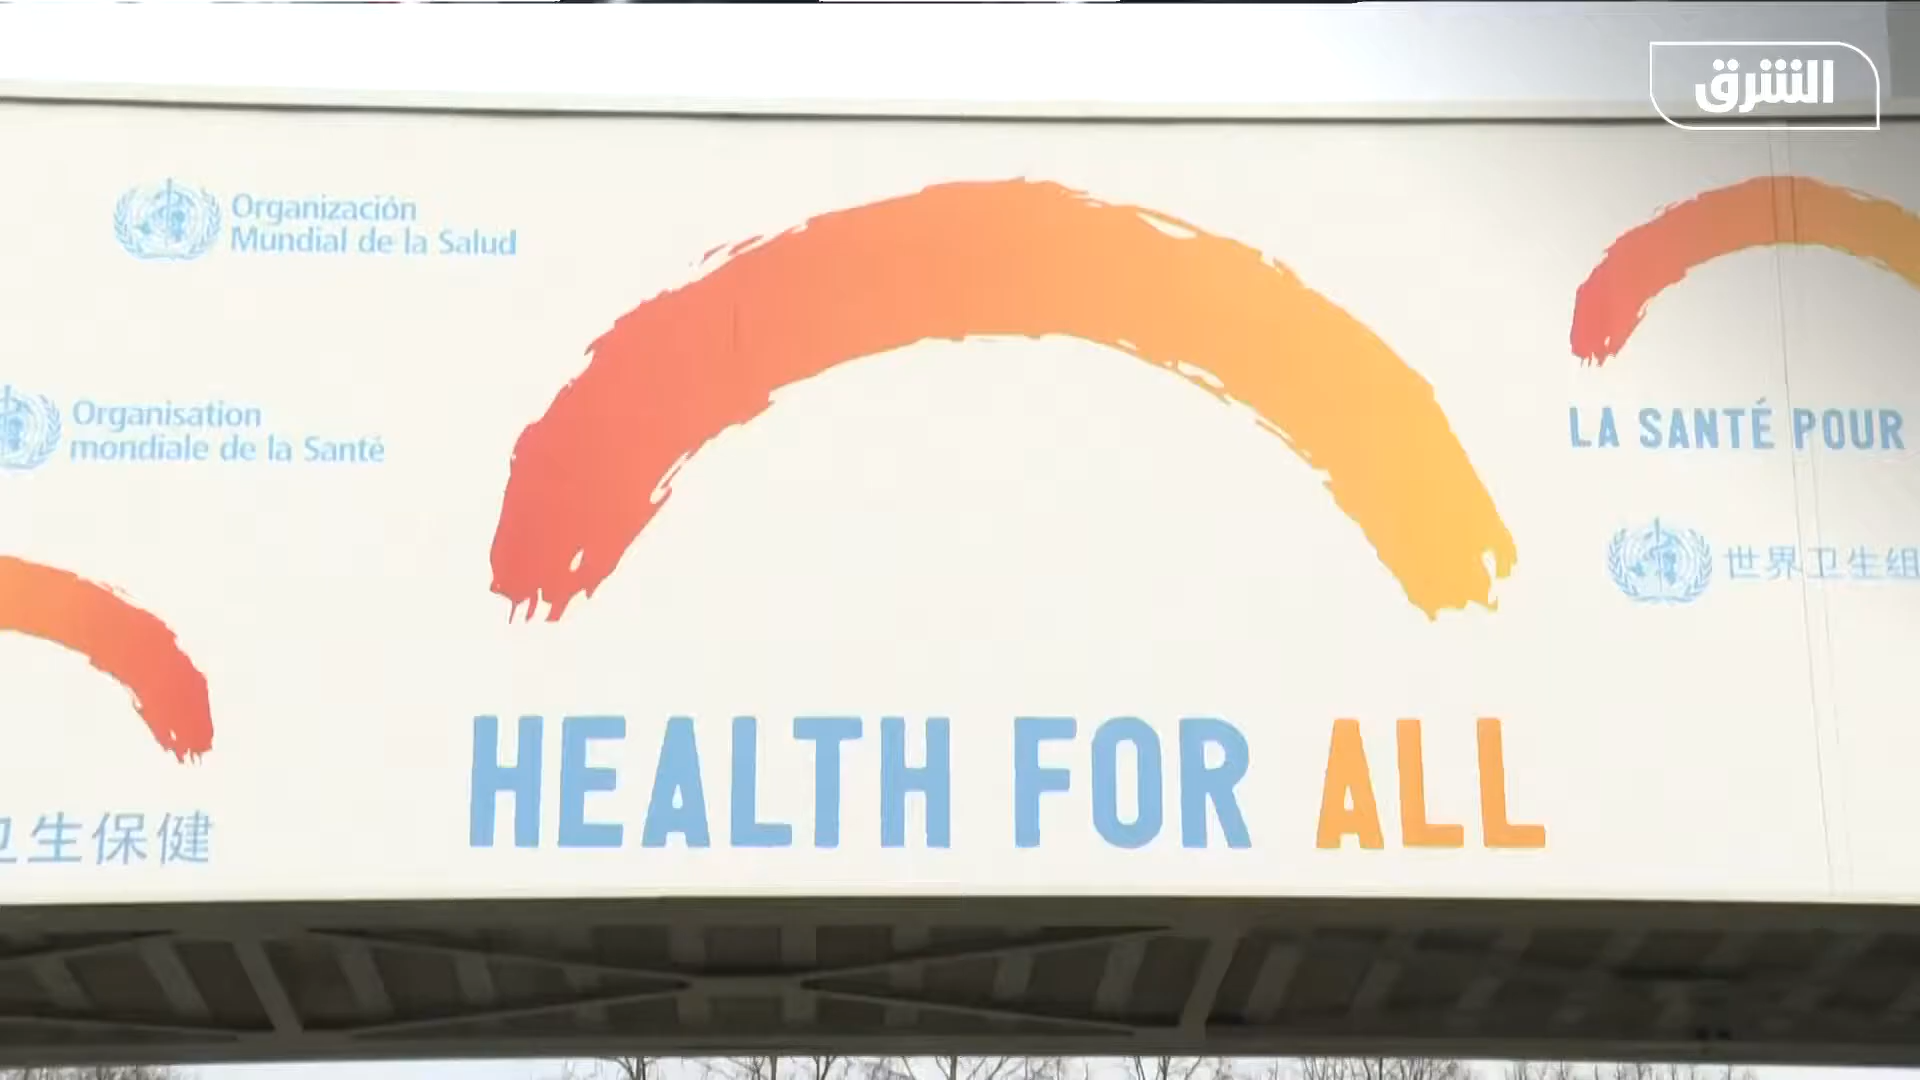 الشرق
Organización
Mundial de la Salud
Organisation
mondiale de la Santé
LA SANTÉ POUR
世界卫生组
HEALTH FOR ALL
卫生保健